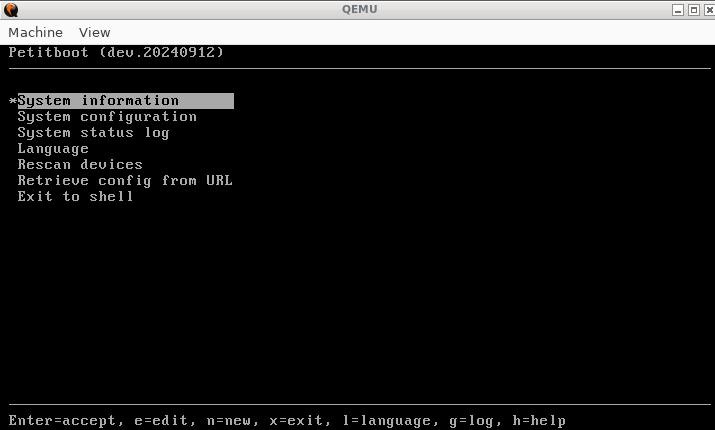 QEMU
Machine View
Petitboot (dev.20240912)
*System information
System configuration
System status log
Language
Rescan devices
Retrieve config from URL
Exit to shell
Enter=accept, e=edit, n=new, x=exit, l=language, g=log, h=help